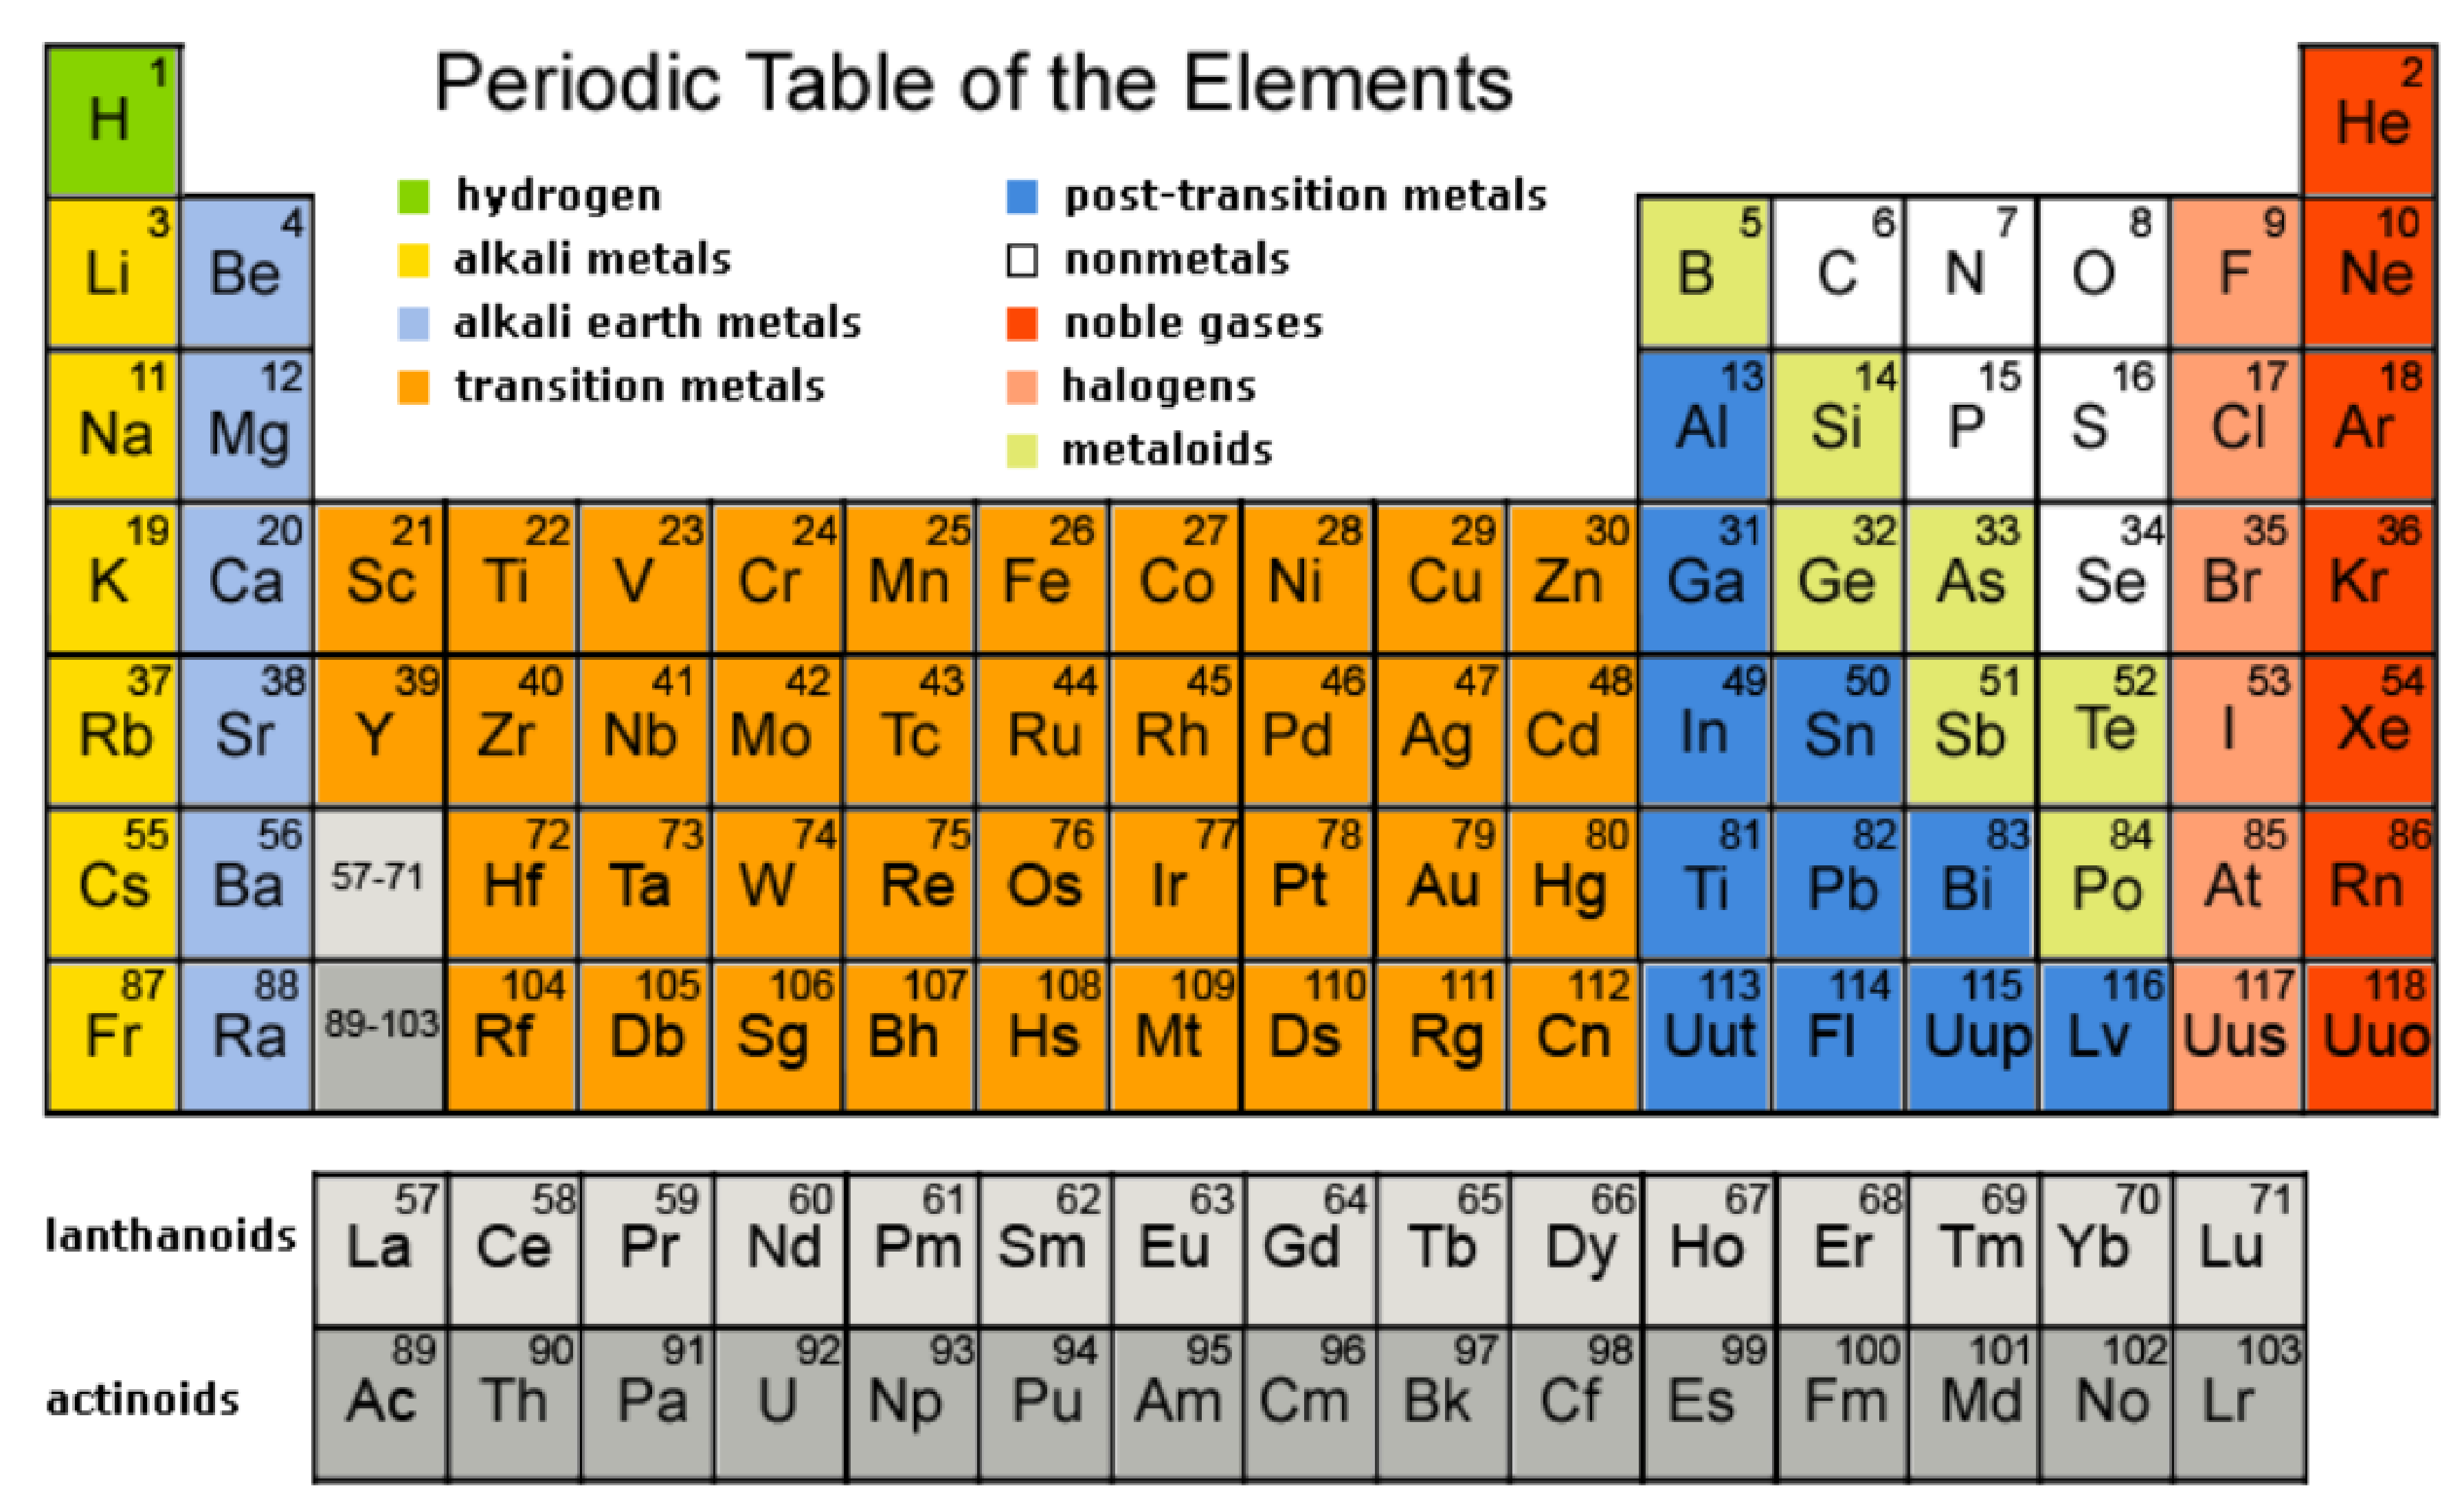 Periodic Table of the Elements
hydrogen
alkali metals
alkali earth metals
transition metals
post-transition metals
nonmetals
noble gases
halogens
metaloids
1 H 2 He
3 Li 4 Be 5 B 6 C 7 N 8 O 9 F 10 Ne
11 Na 12 Mg 13 Al 14 Si 15 P 16 S 17 Cl 18 Ar
19 K 20 Ca 21 Sc 22 Ti 23 V 24 Cr 25 Mn 26 Fe 27 Co 28 Ni 29 Cu 30 Zn 31 Ga 32 Ge 33 As 34 Se 35 Br 36 Kr
37 Rb 38 Sr 39 Y 40 Zr 41 Nb 42 Mo 43 Tc 44 Ru 45 Rh 46 Pd 47 Ag 48 Cd 49 In 50 Sn 51 Sb 52 Te 53 I 54 Xe
55 Cs 56 Ba 57-71 72 Hf 73 Ta 74 W 75 Re 76 Os 77 Ir 78 Pt 79 Au 80 Hg 81 Ti 82 Pb 83 Bi 84 Po 85 At 86 Rn
87 Fr 88 Ra 89-103 104 Rf 105 Db 106 Sg 107 Bh 108 Hs 109 Mt 110 Ds 111 Rg 112 Cn 113 Uut 114 Fl 115 Uup 116 Lv 117 Uus 118 Uuo
lanthanoids 57 La 58 Ce 59 Pr 60 Nd 61 Pm 62 Sm 63 Eu 64 Gd 65 Tb 66 Dy 67 Ho 68 Er 69 Tm 70 Yb 71 Lu
actinoids 89 Ac 90 Th 91 Pa 92 U 93 Np 94 Pu 95 Am 96 Cm 97 Bk 98 Cf 99 Es 100 Fm 101 Md 102 No 103 Lr